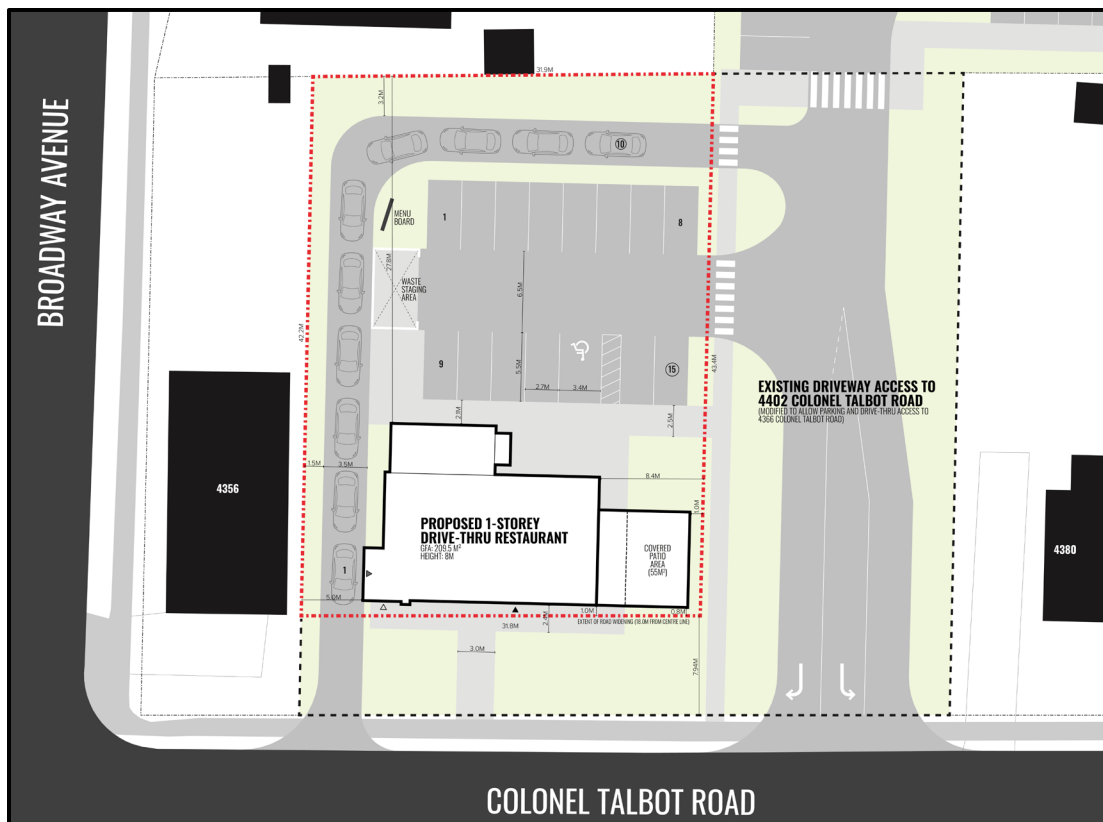 31.9M
3.2M
BROADWAY AVENUE
10
1
8
MENU
BOARD
27.8M
WASTE
STAGING
AREA
6.5M
42.2M
43.4M
9
5.5M
15
2.7M
3.4M
2.1M
2.5M
EXISTING DRIVEWAY ACCESS TO
4402 COLONEL TALBOT ROAD
(MODIFIED TO ALLOW PARKING AND DRIVE-THRU ACCESS TO
4366 COLONEL TALBOT ROAD)
1.5M
3.5M
8.4M
4356
1.0M
PROPOSED 1-STOREY
DRIVE-THRU RESTAURANT
GFA: 209.5 M²
HEIGHT: 8M
COVERED
PATIO
AREA
(55M²)
4380
1
5.0M
1.0M
0.8M
31.8M
EXTENT OF ROAD WIDENING (18.0M FROM CENTRE LINE)
3.0M
7.94M
COLONEL TALBOT ROAD